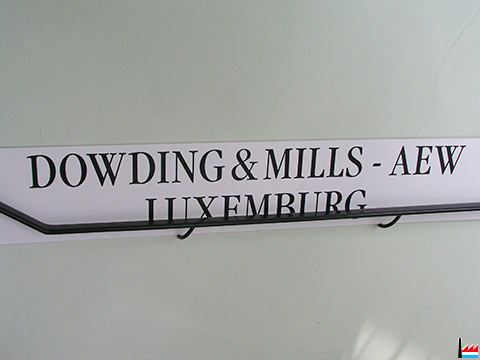 DOWDING & MILLS - AEW
LUXEMBURG